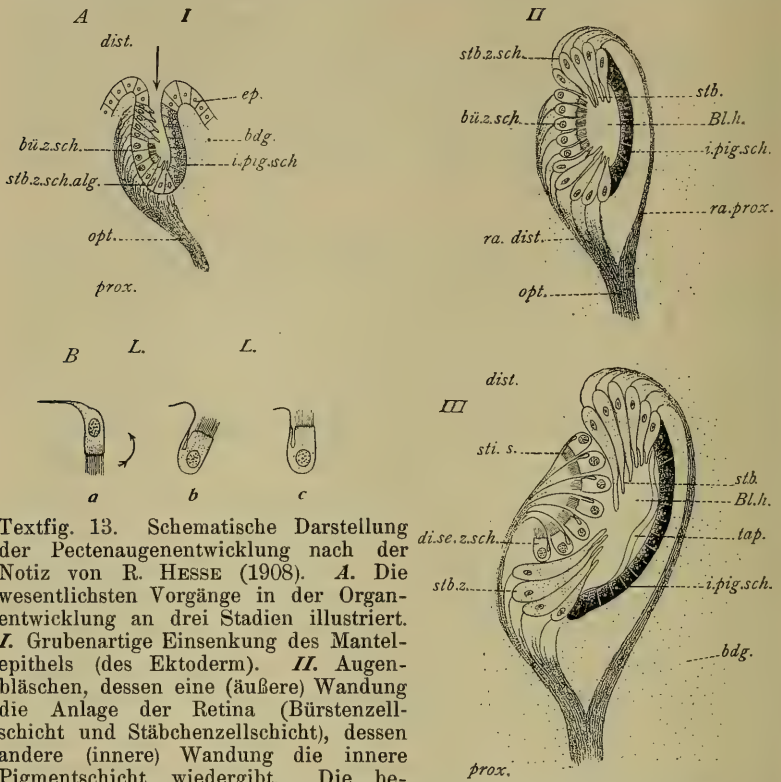 A
I
dist.
ep.
bdg.
bü.z.sch.
i.pig.sch
stb.z.sch.alg.
opt.
prox.
II
stb.z.sch.
stb.
bü.z.sch.
Bl.h.
i.pig.sch.
ra.prox.
ra. dist.
opt.
B
L.
L.
a
b
c
III
dist.
sti. s.
stb.
Bl.h.
di.se.z.sch.
tap.
stb.z.
i.pig.sch.
bdg.
prox.
Textfig. 13. Schematische Darstellung
der Pectenaugenentwicklung nach der
Notiz von R. HESSE (1908). A. Die
wesentlichsten Vorgänge in der Organ-
entwicklung an drei Stadien illustriert.
I. Grubenartige Einsenkung des Mantel-
epithels (des Ektoderm). II. Augen-
bläschen, dessen eine (äußere) Wandung
die Anlage der Retina (Bürstenzell-
schicht und Stäbchenzellschicht), dessen
andere (innere) Wandung die innere
Pigmentschicht wiedergibt. Die be-